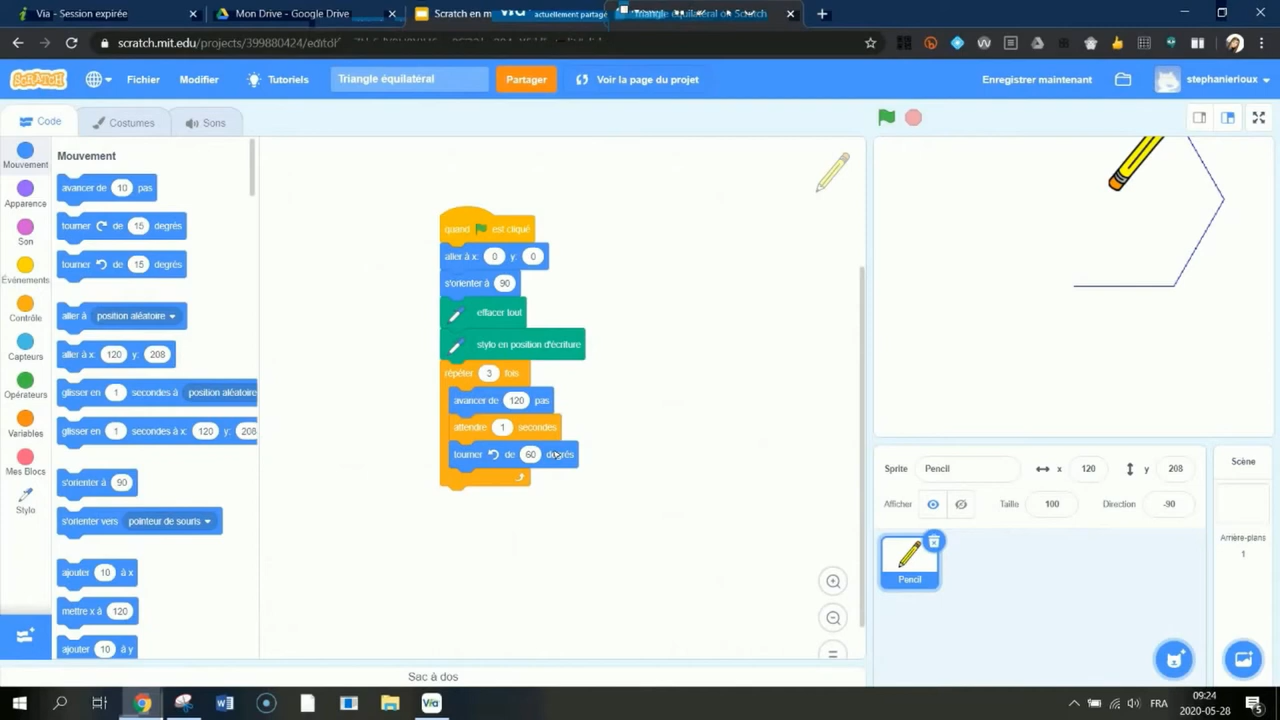 Via - Session expirée
Mon Drive - Google Drive
Scratch en m
Via
actuellement partagé
Triangle équilatéral on Scratch
scratch.mit.edu/projects/399880424/editor
SCRATCH
Fichier
Modifier
Tutoriels
Triangle équilatéral
Partager
Voir la page du projet
Enregistrer maintenant
stephanierioux
Code
Costumes
Sons
Mouvement
Apparence
Son
Événements
Contrôle
Capteurs
Opérateurs
Variables
Mes Blocs
Stylo
Mouvement
avancer de 10 pas
tourner de 15 degrés
tourner de 15 degrés
aller à position aléatoire
aller à x: 120 y: 208
glisser en 1 secondes à position aléatoire
glisser en 1 secondes à x: 120 y: 208
s'orienter à 90
s'orienter vers pointeur de souris
ajouter 10 à x
mettre x à 120
ajouter 10 à y
quand est cliqué
aller à x: 0 y: 0
s'orienter à 90
effacer tout
stylo en position d'écriture
répéter 3 fois
avancer de 120 pas
attendre 1 secondes
tourner de 60 degrés
Sprite Pencil x 120 y 208
Afficher Taille 100 Direction -90
Pencil
Scène
Arrière-plans
1
Sac à dos
FRA
09:24
2020-05-28
5